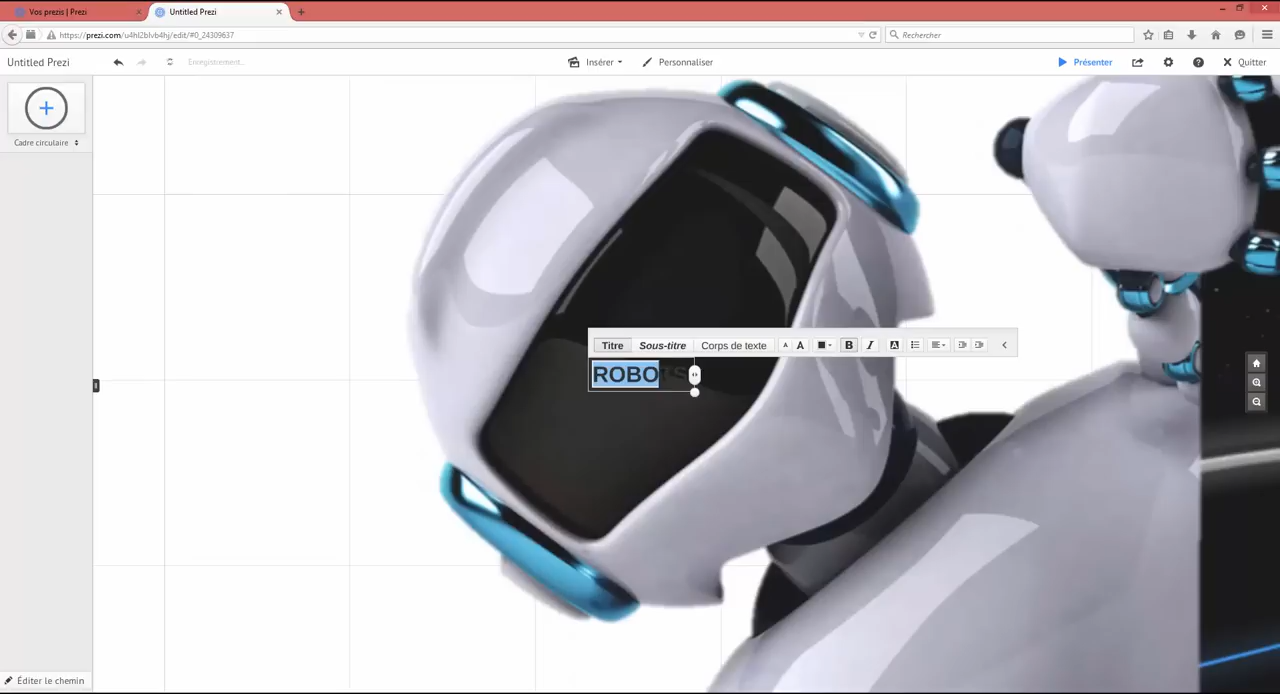 Vos prezis | Prezi
Untitled Prezi
https://prezi.com/u4hl2blvb4hj/edit/#0_24309637
Rechercher
Untitled Prezi
Enregistrement...
Insérer
Personnaliser
Présenter
Quitter
Cadre circulaire
Titre
Sous-titre
Corps de texte
A
A
B
I
A
ROBOTS
Éditer le chemin